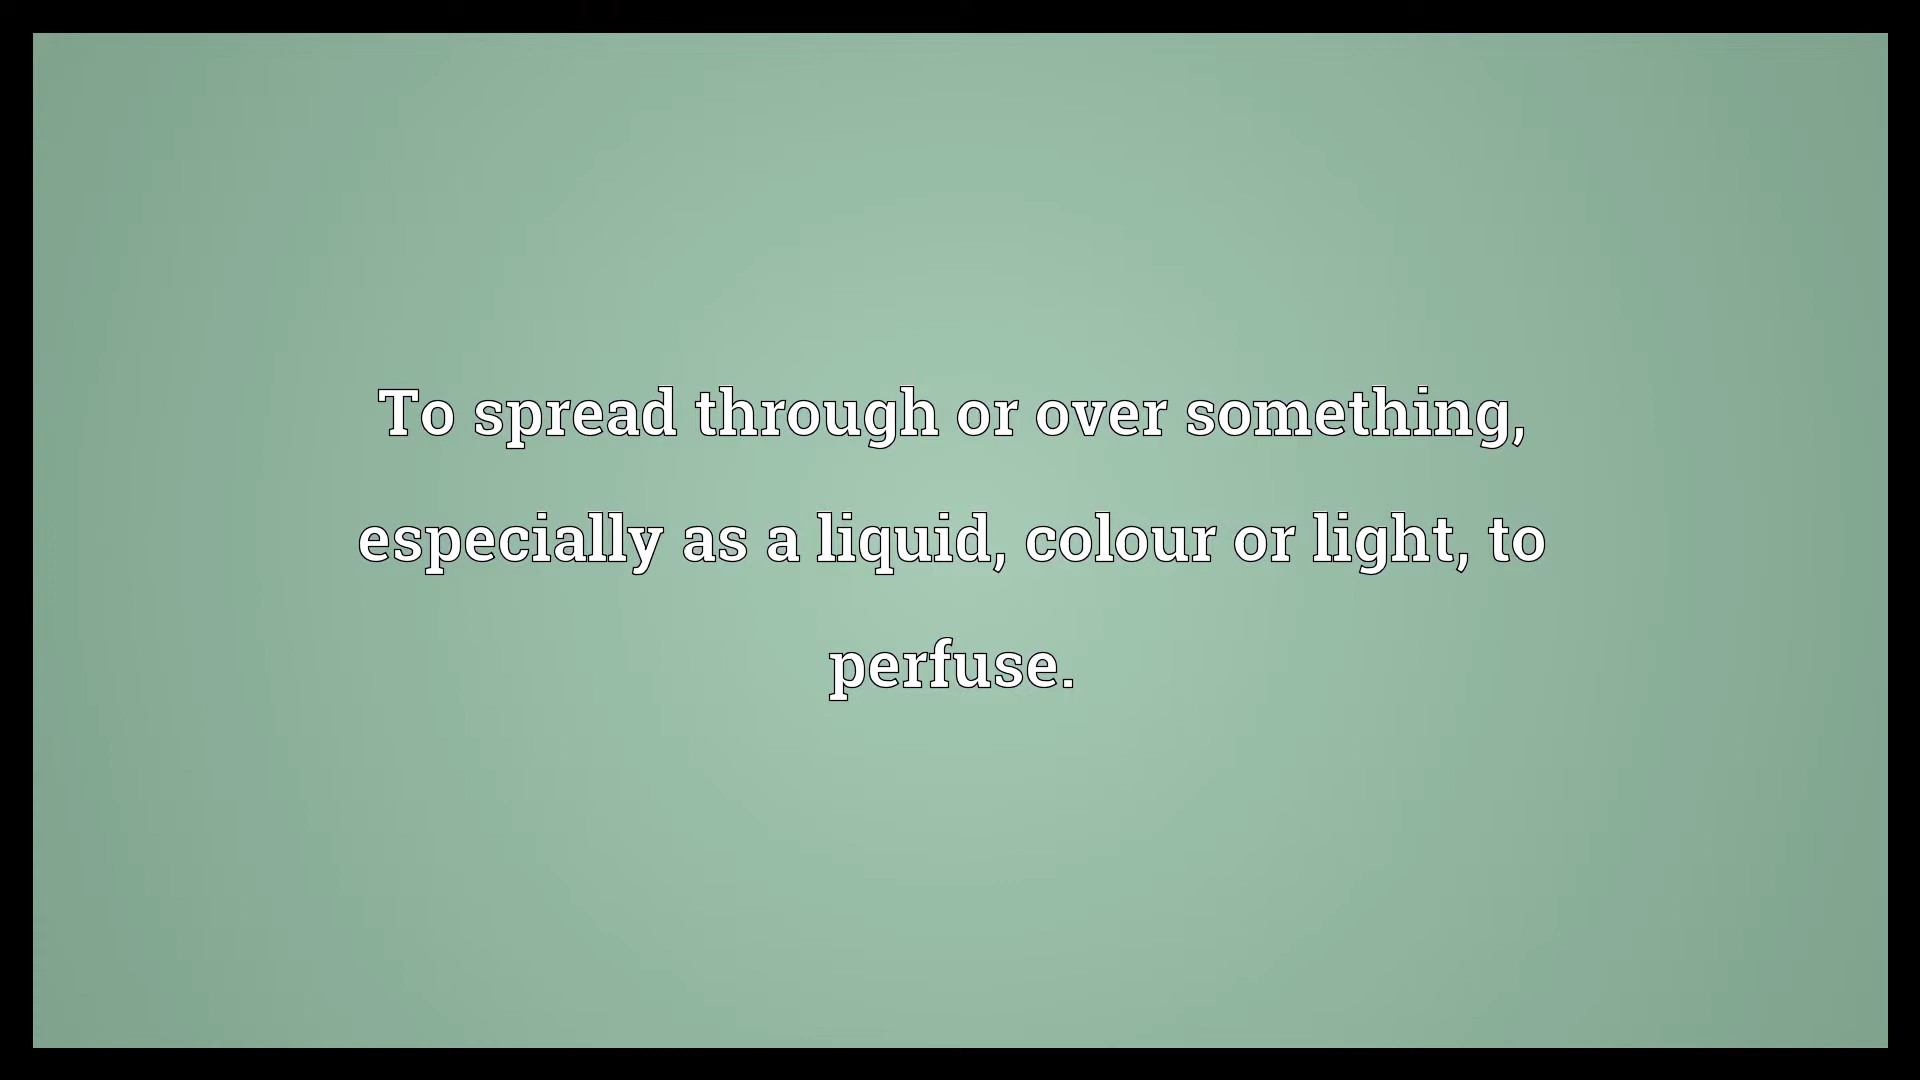 To spread through or over something,
especially as a liquid, colour or light, to
perfuse.